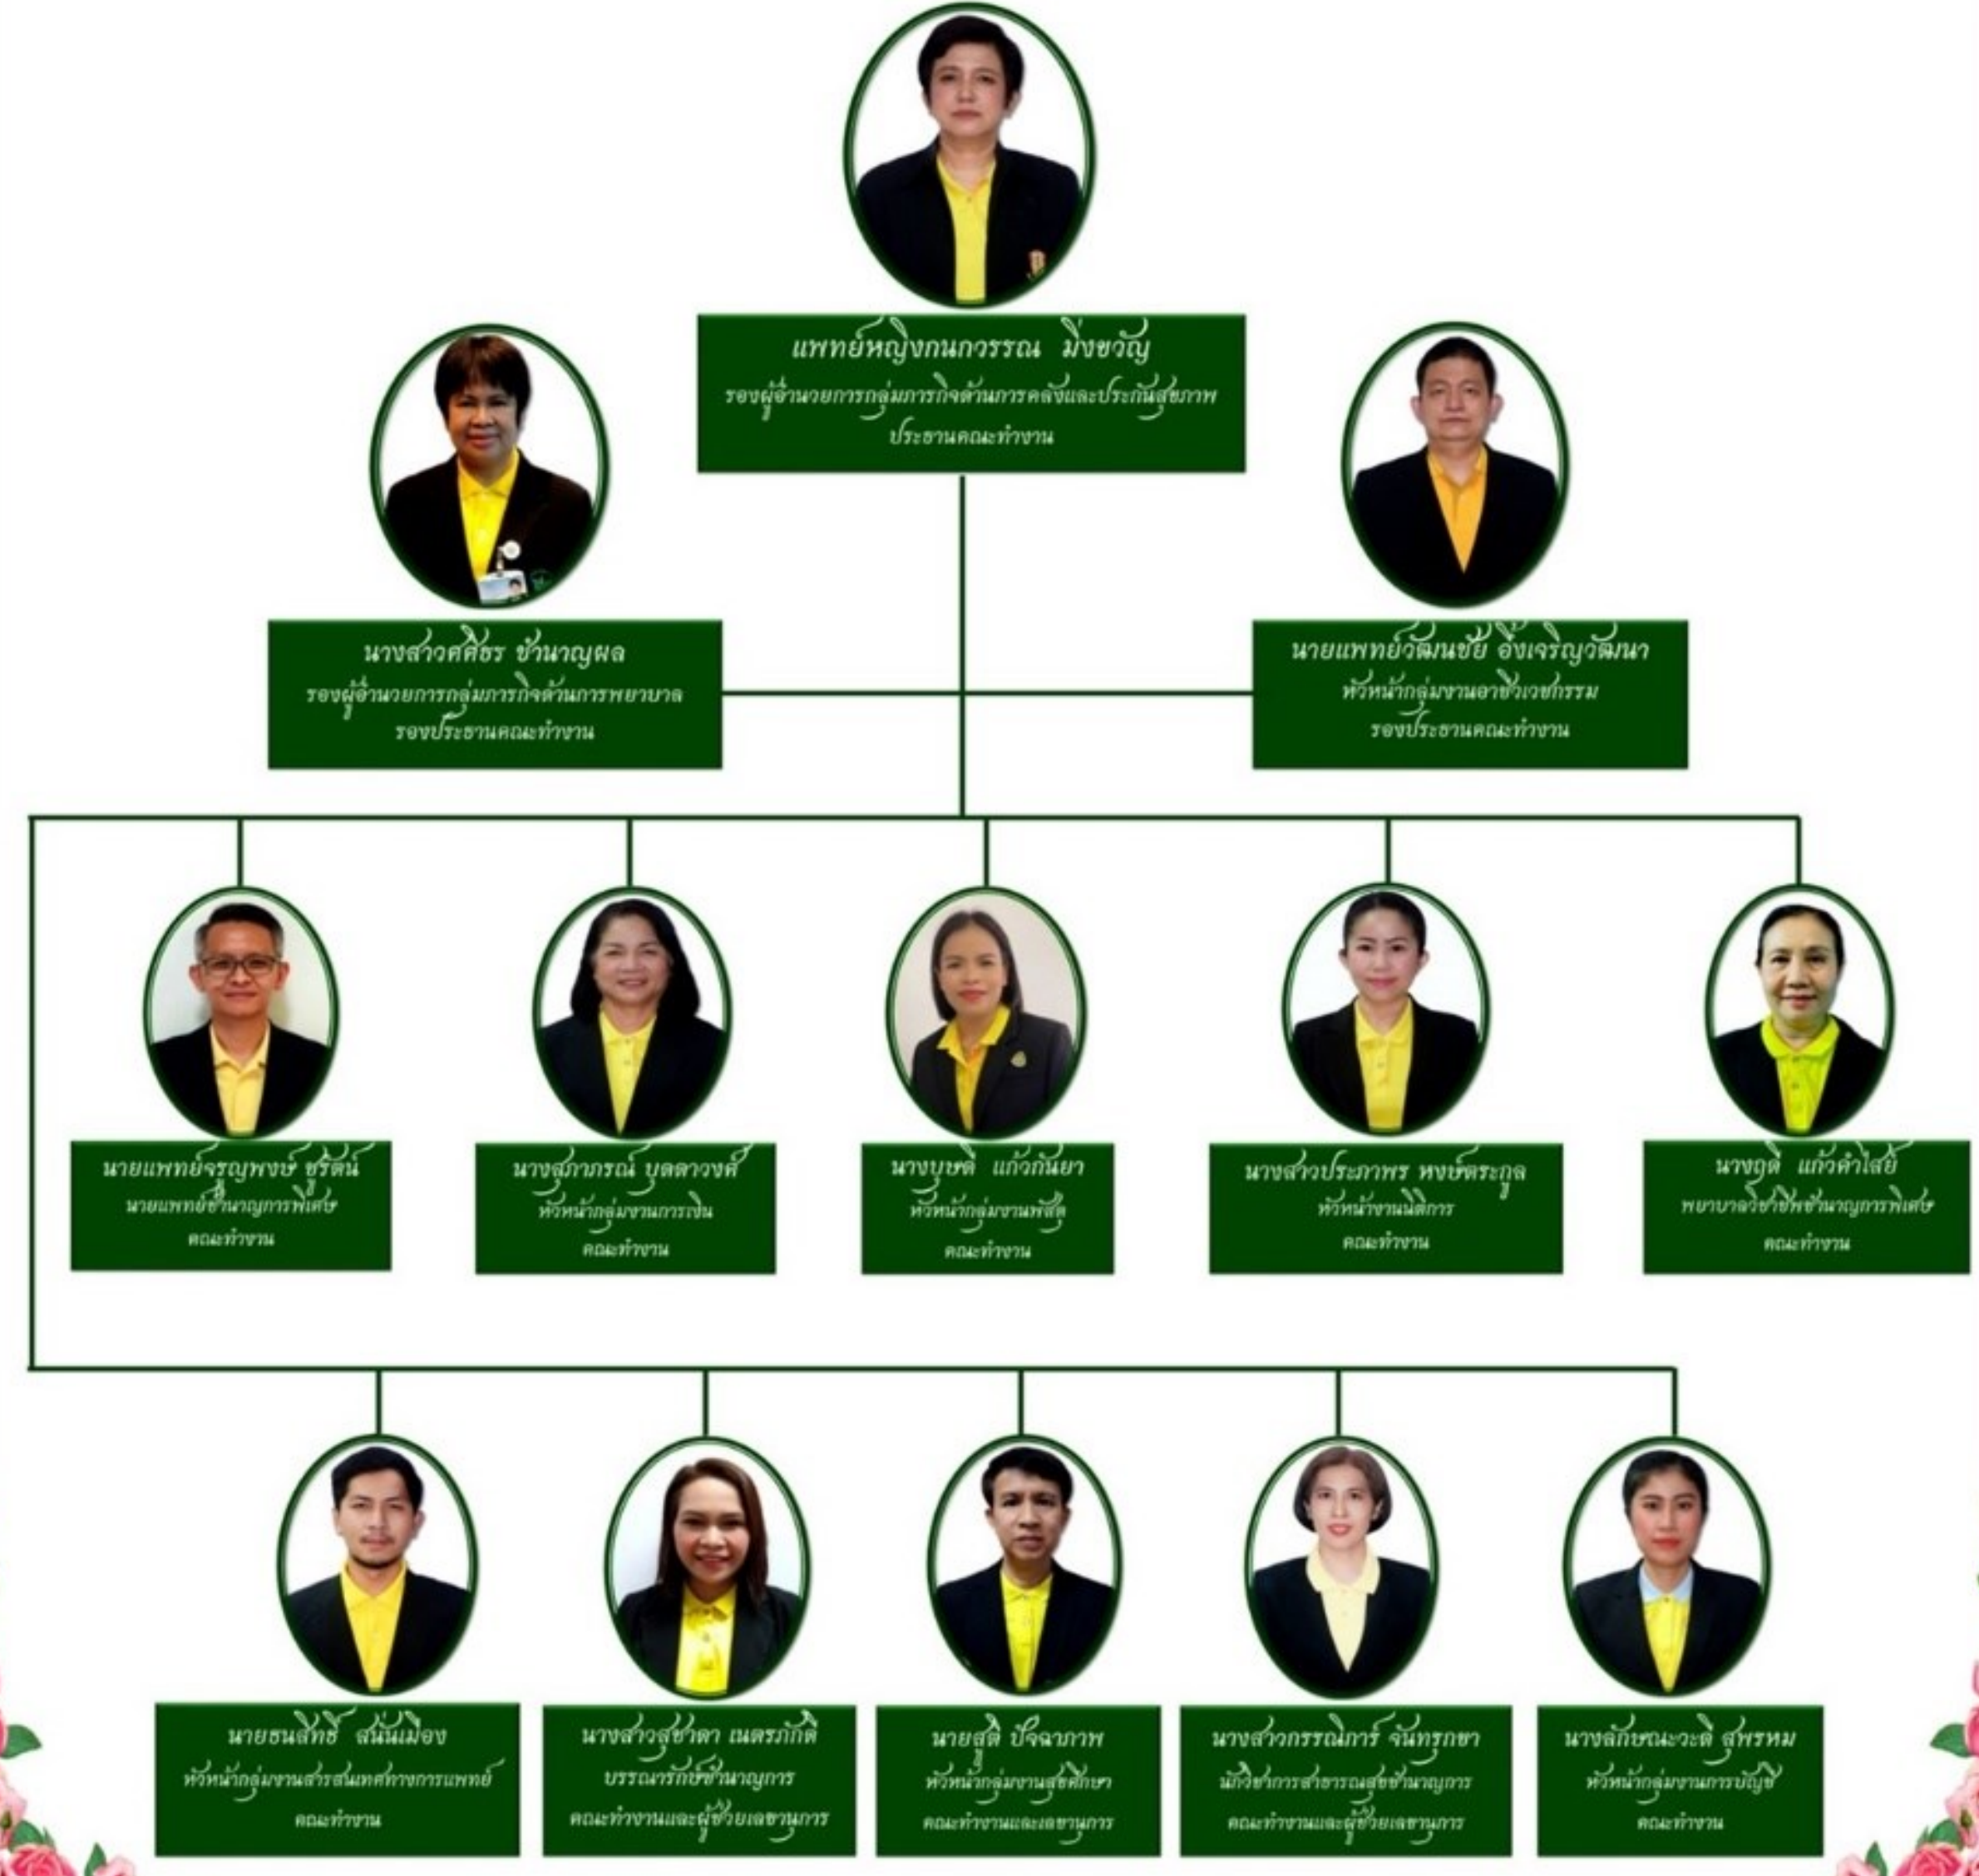 แพทย์หญิงกนกวรรณ มิ่งขวัญ
รองผู้อำนวยการกลุ่มภารกิจด้านการคลังและประกันสุขภาพ
ประธานคณะทำงาน
นางสาวศศิธร ชำนาญผล
รองผู้อำนวยการกลุ่มภารกิจด้านการพยาบาล
รองประธานคณะทำงาน
นายแพทย์วัฒนชัย อึ้งเจริญวัฒนา
หัวหน้ากลุ่มงานอาชีวเวชกรรม
รองประธานคณะทำงาน
นายแพทย์จรูญพงษ์ ชูรัตน์
นายแพทย์ชำนาญการพิเศษ
คณะทำงาน
นางสุภาภรณ์ บุดดาวงศ์
หัวหน้ากลุ่มงานการเงิน
คณะทำงาน
นางบุษดี แก้วกันยา
หัวหน้ากลุ่มงานพัสดุ
คณะทำงาน
นางสาวประภาพร หงษ์ตระกูล
หัวหน้างานนิติการ
คณะทำงาน
นางฤดี แก้วคำไสย์
พยาบาลวิชาชีพชำนาญการพิเศษ
คณะทำงาน
นายธนสิทธิ์ สนั่นเมือง
หัวหน้ากลุ่มงานสารสนเทศทางการแพทย์
คณะทำงาน
นางสาวสุชาดา เนตรภักดี
บรรณารักษ์ชำนาญการ
คณะทำงานและผู้ช่วยเลขานุการ
นายสูติ ปัจฉาภาพ
หัวหน้ากลุ่มงานสุขศึกษา
คณะทำงานและเลขานุการ
นางสาวกรรณิการ์ จันทรุกขา
นักวิชาการสาธารณสุขชำนาญการ
คณะทำงานและผู้ช่วยเลขานุการ
นางลักษณะวะดี สุพรหม
หัวหน้ากลุ่มงานการบัญชี
คณะทำงาน